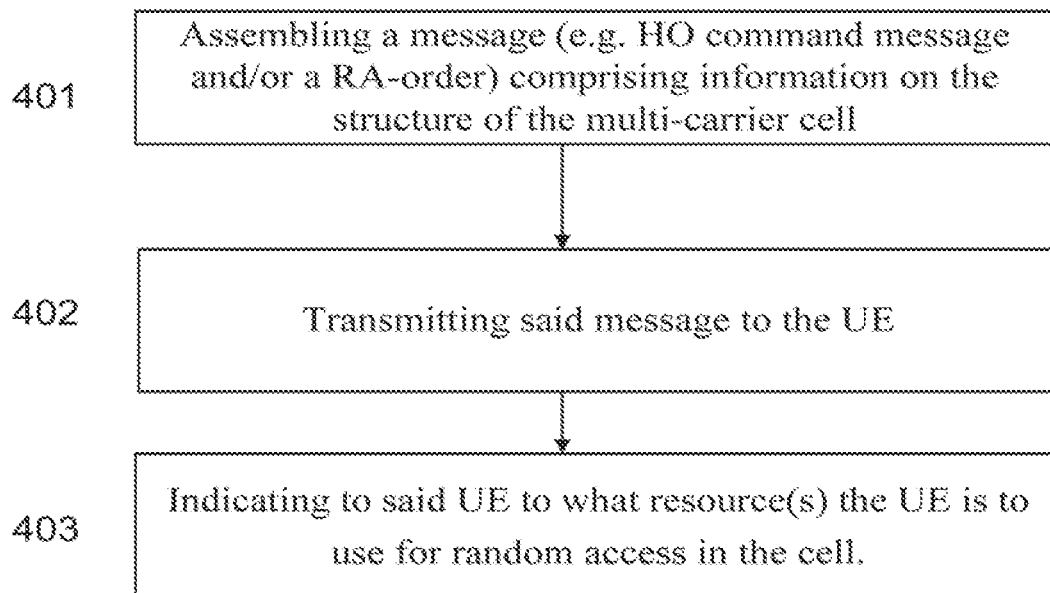 401
Assembling a message (e.g. HO command message
and/or a RA-order) comprising information on the
structure of the multi-carrier cell
402
Transmitting said message to the UE
403
Indicating to said UE to what resource(s) the UE is to
use for random access in the cell.